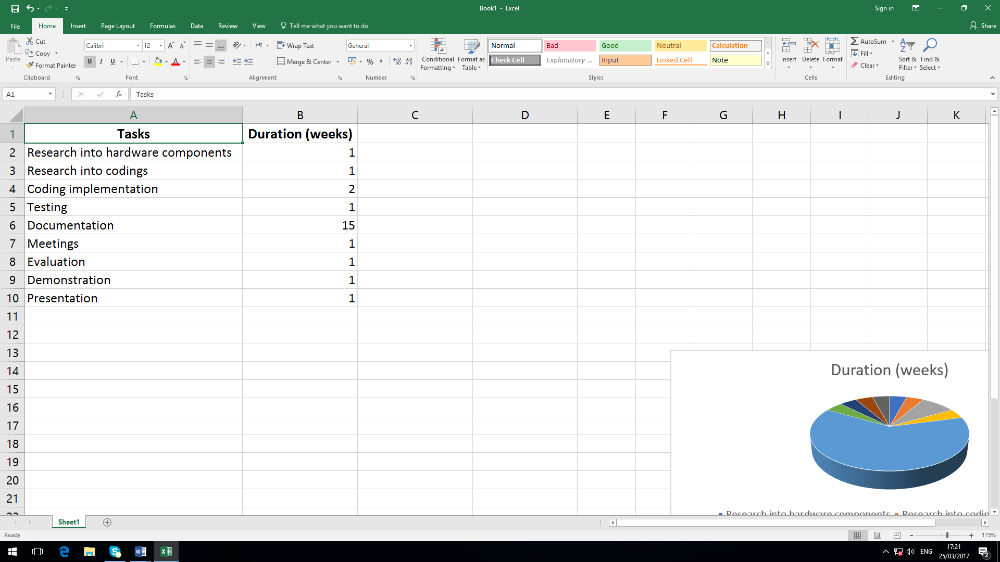 Book1 - Excel
Sign in
File Home Insert Page Layout Formulas Data Review View Tell me what you want to do
Share
Paste
Cut
Copy
Format Painter
Clipboard
Calibri 12
B I U
Font
Wrap Text
Merge & Center
Alignment
General
Number
Conditional Formatting
Format as Table
Normal Bad Good Neutral Calculation
Check Cell Explanatory ... Input Linked Cell Note
Styles
Insert Delete Format
Cells
AutoSum
Fill
Clear
Sort & Filter
Find & Select
Editing
A1 fx Tasks
A B C D E F G H I J K
1 Tasks Duration (weeks)
2 Research into hardware components 1
3 Research into codings 1
4 Coding implementation 2
5 Testing 1
6 Documentation 15
7 Meetings 1
8 Evaluation 1
9 Demonstration 1
10 Presentation 1
11
12
13
14
15
16
17
18
19
20
21
22
Duration (weeks)
Research into hardware components Research into codin
Sheet1
Ready
175%
ENG
17:21
25/03/2017
2